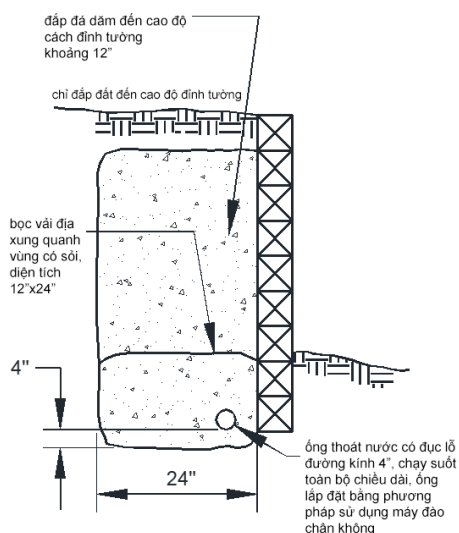 đắp đá dăm đến cao độ
cách đỉnh tường
khoảng 12"
chỉ đắp đất đến cao độ đỉnh tường
bọc vải địa
xung quanh
vùng có sỏi,
diện tích
12"x24"
4"
24"
ống thoát nước có đục lỗ
đường kính 4", chạy suốt
toàn bộ chiều dài, ống
lắp đặt bằng phương
pháp sử dụng máy đào
chân không